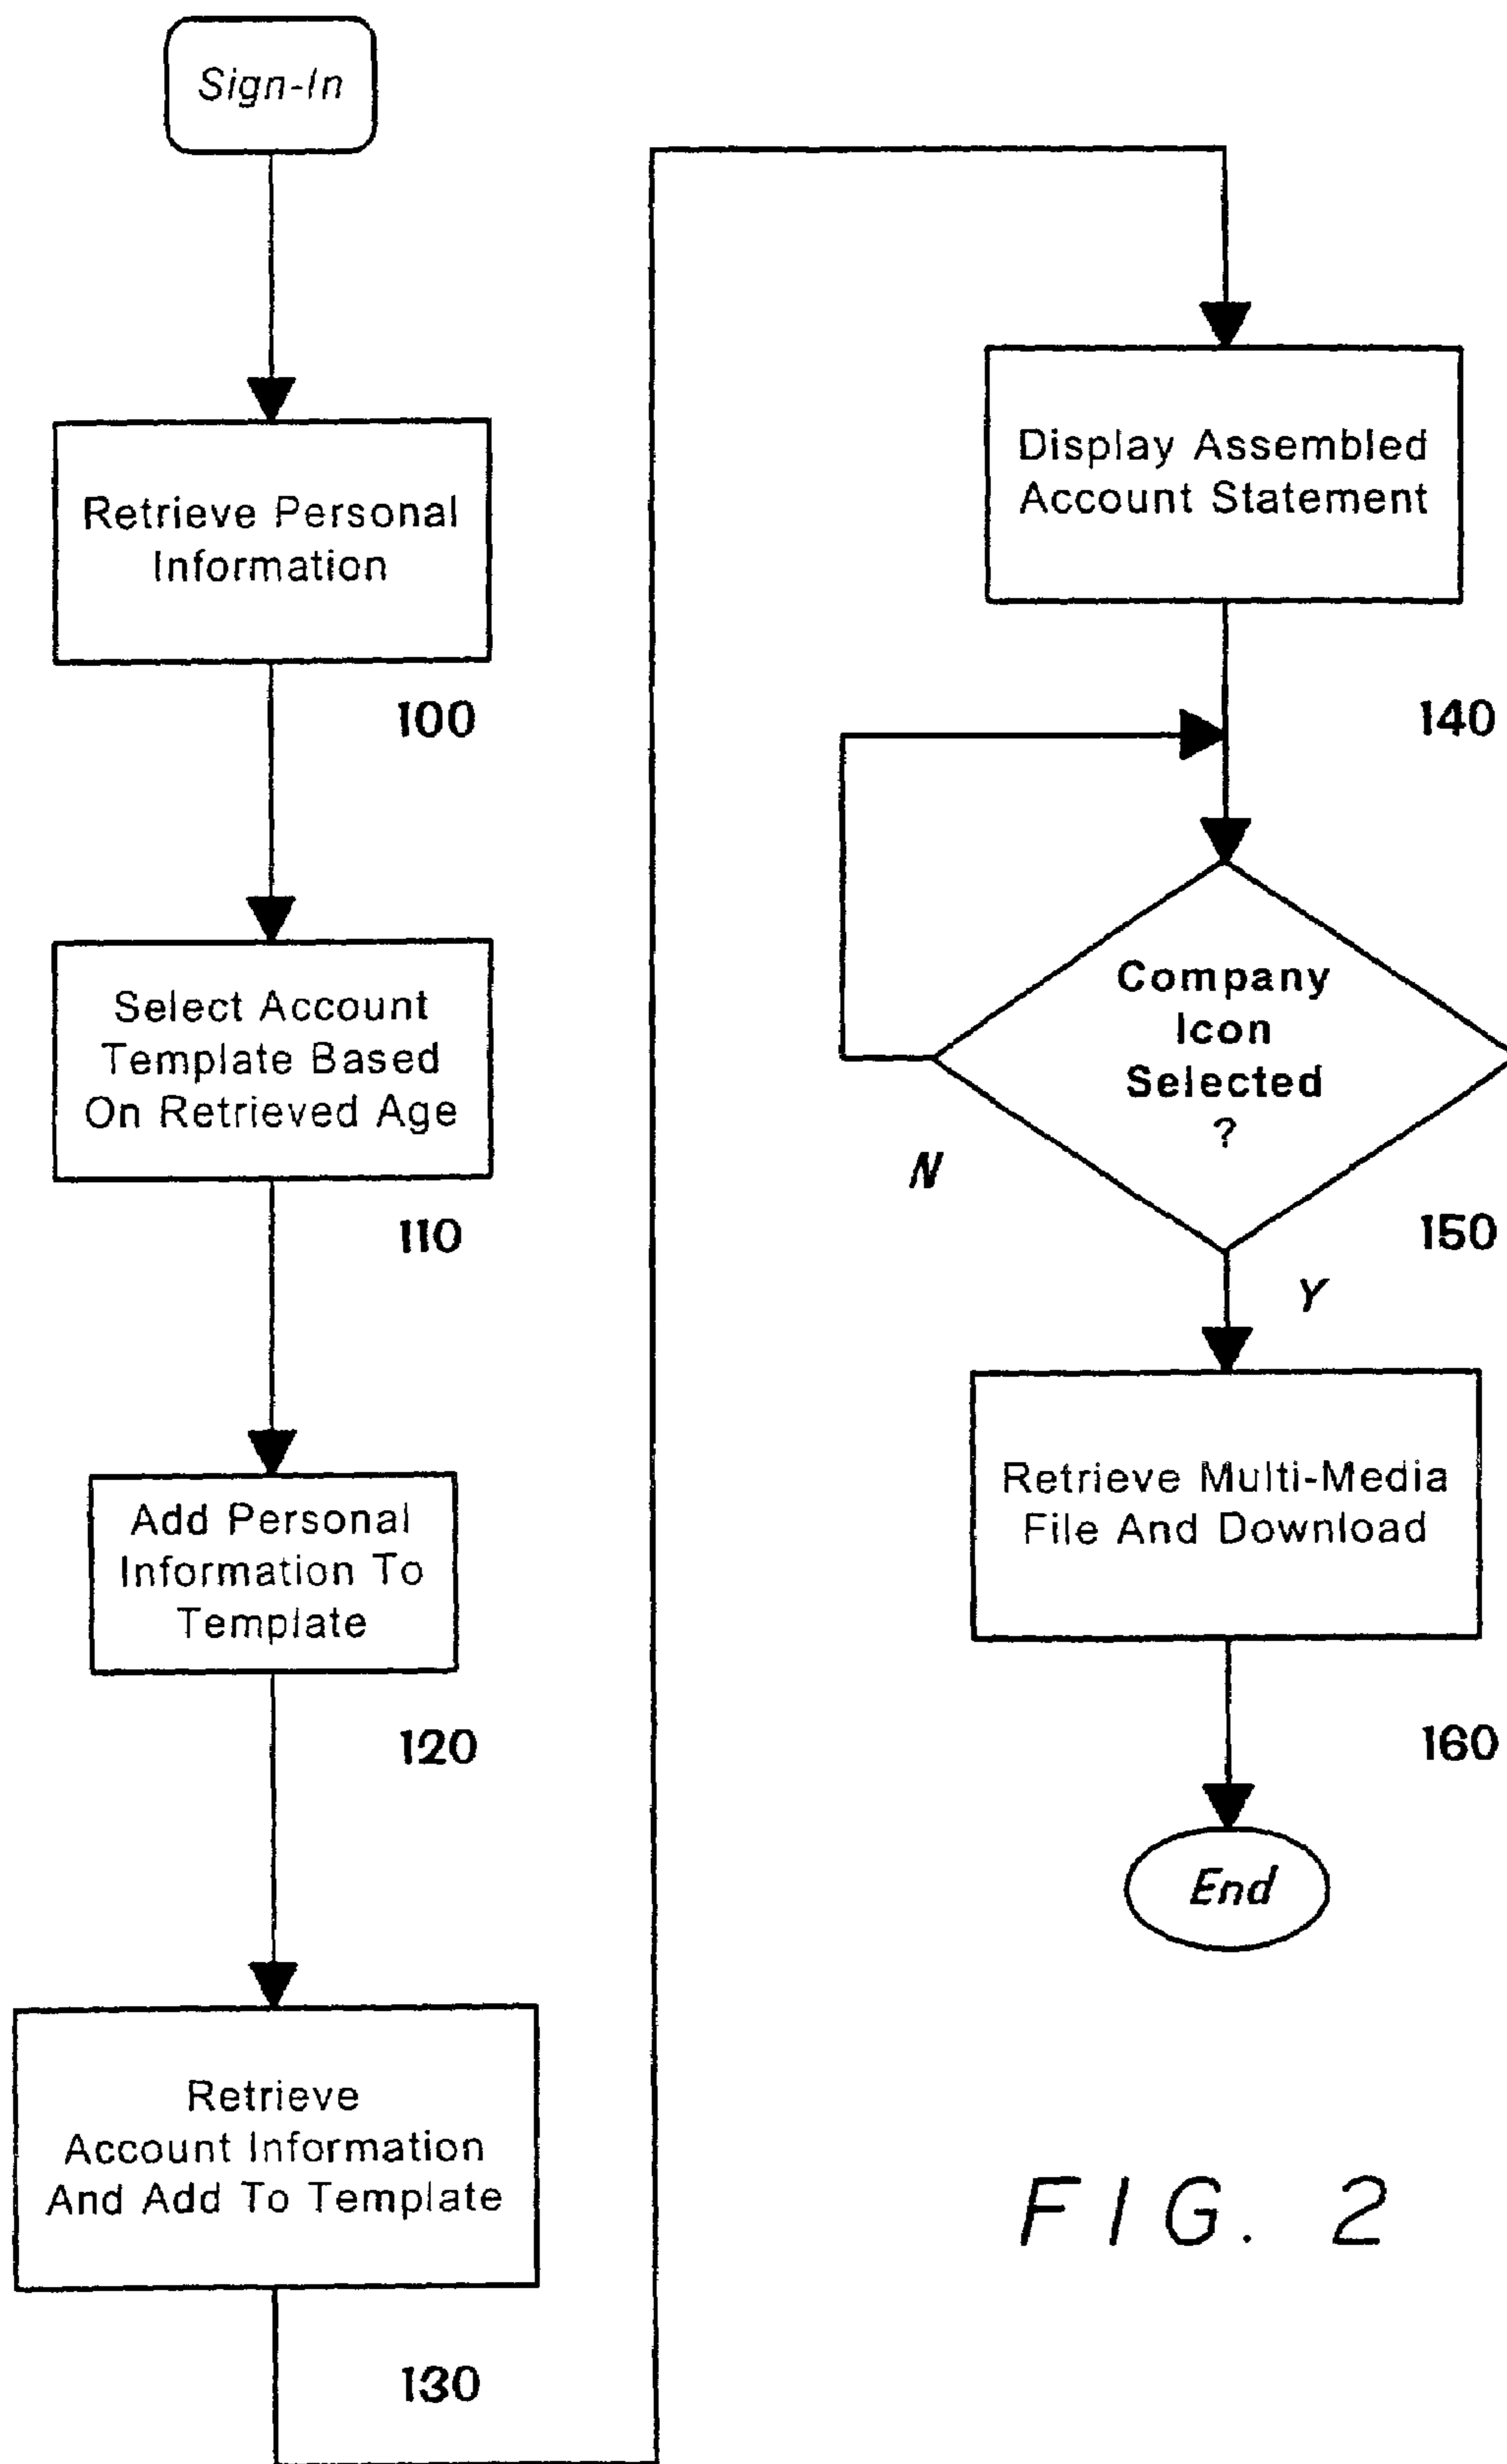 Sign-In
Retrieve Personal
Information
100
Select Account
Template Based
On Retrieved Age
110
Add Personal
Information To
Template
120
Retrieve
Account Information
And Add To Template
130
Display Assembled
Account Statement
140
Company
Icon
Selected
?
N
150
Y
Retrieve Multi-Media
File And Download
160
End
FIG. 2